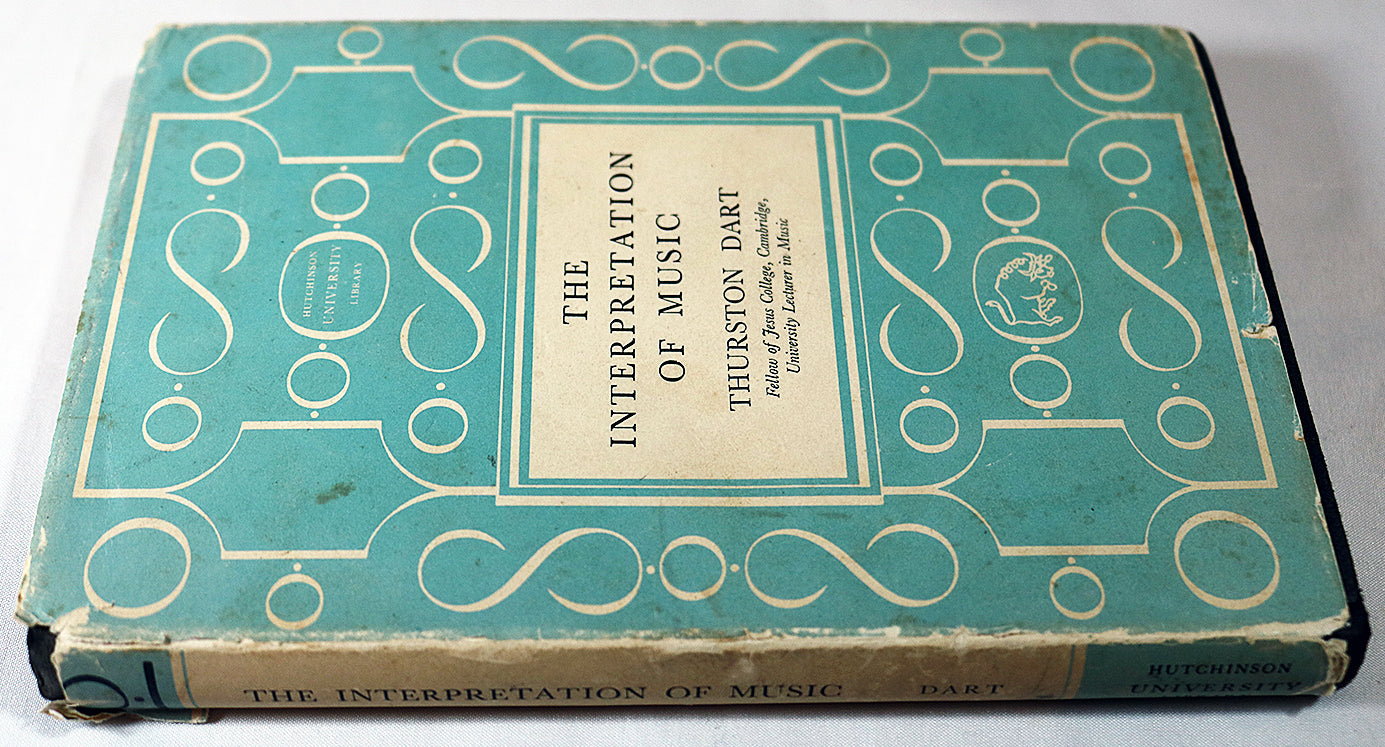 HUTCHINSON
UNIVERSITY
LIBRARY
THE
INTERPRETATION
OF MUSIC
THURSTON DART
Fellow of Jesus College, Cambridge,
University Lecturer in Music
THE INTERPRETATION OF MUSIC DART
HUTCHINSON
UNIVERSITY